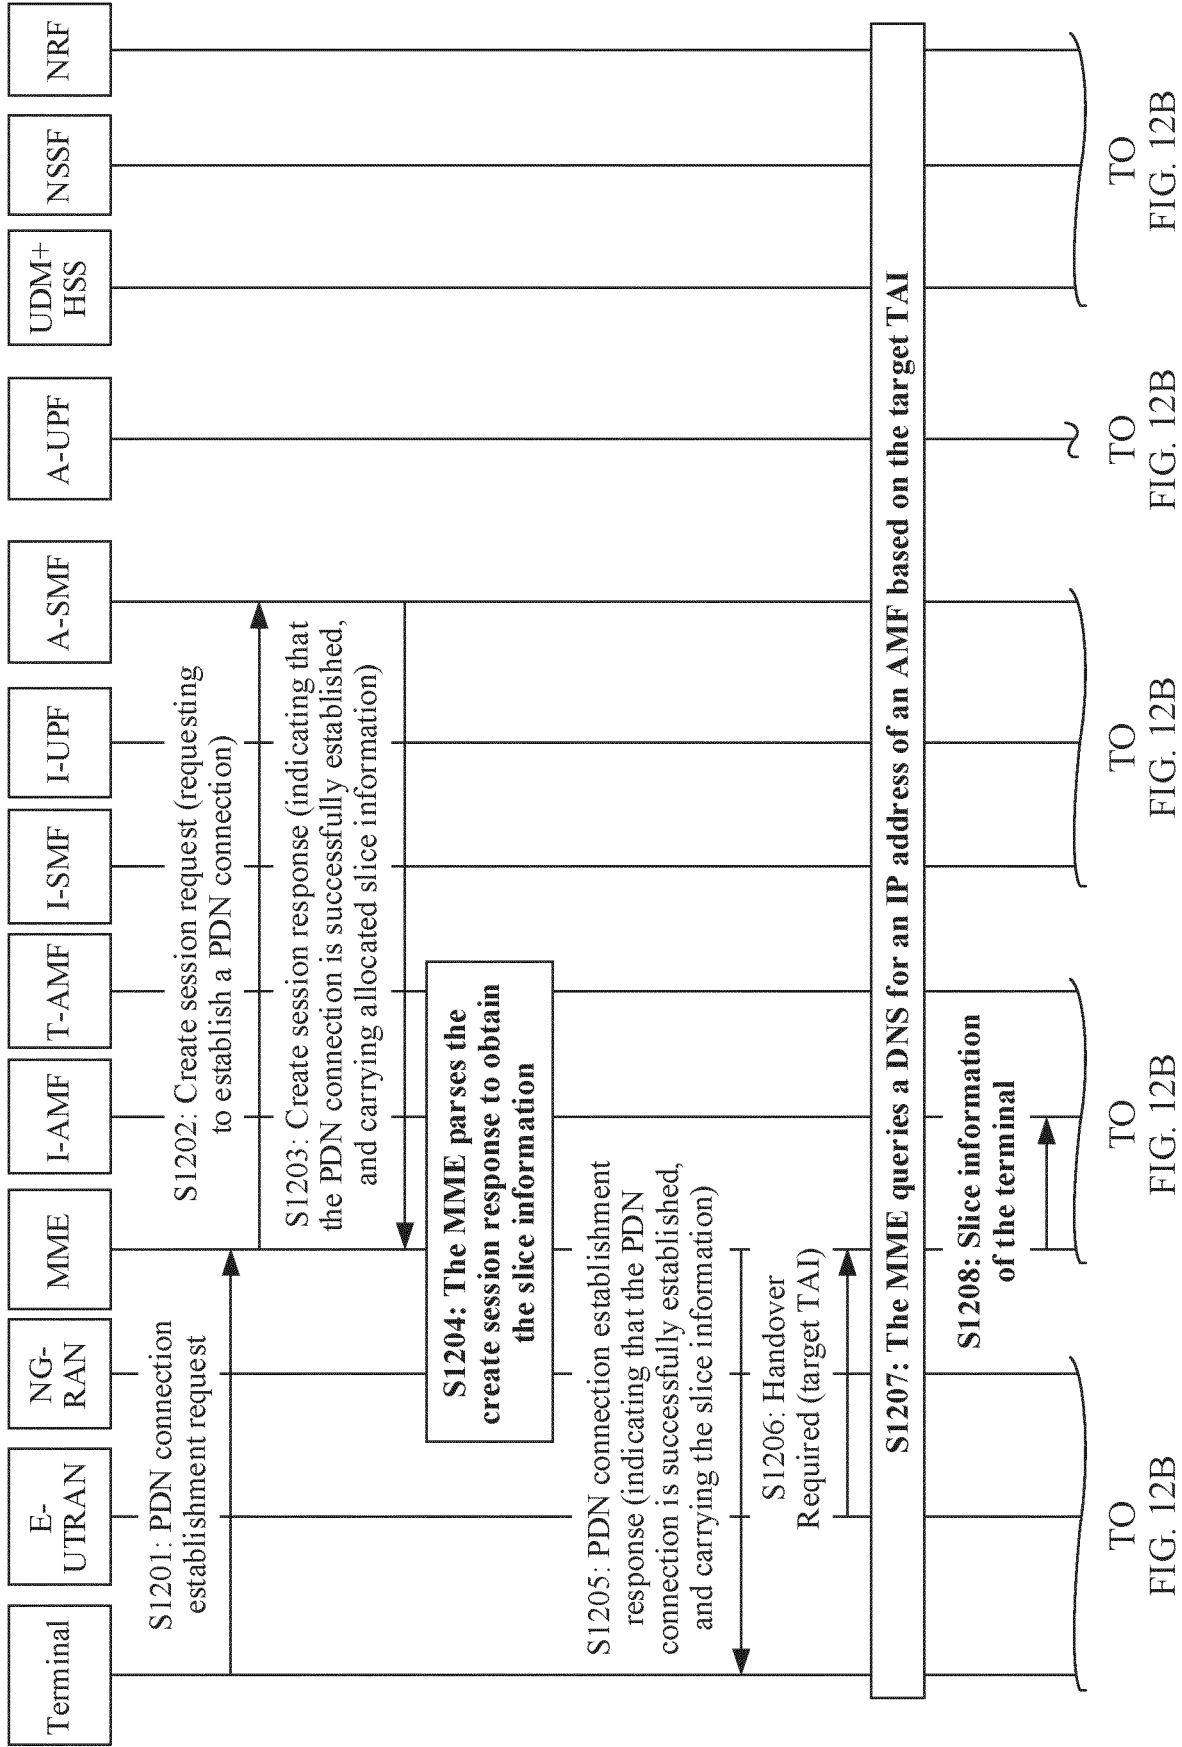 Terminal
E-
UTRAN
NG-
RAN
MME
I-AMF
T-AMF
I-SMF
I-UPF
A-SMF
A-UPF
UDM+
HSS
NSSF
NRF
S1201: PDN connection
establishment request
S1202: Create session request (requesting
to establish a PDN connection)
S1203: Create session response (indicating that
the PDN connection is successfully established,
and carrying allocated slice information)
S1204: The MME parses the
create session response to obtain
the slice information
S1205: PDN connection establishment
response (indicating that the PDN
connection is successfully established,
and carrying the slice information)
S1206: Handover
Required (target TAI)
S1207: The MME queries a DNS for an IP address of an AMF based on the target TAI
S1208: Slice information
of the terminal
TO
FIG. 12B
TO
FIG. 12B
TO
FIG. 12B
TO
FIG. 12B
TO
FIG. 12B